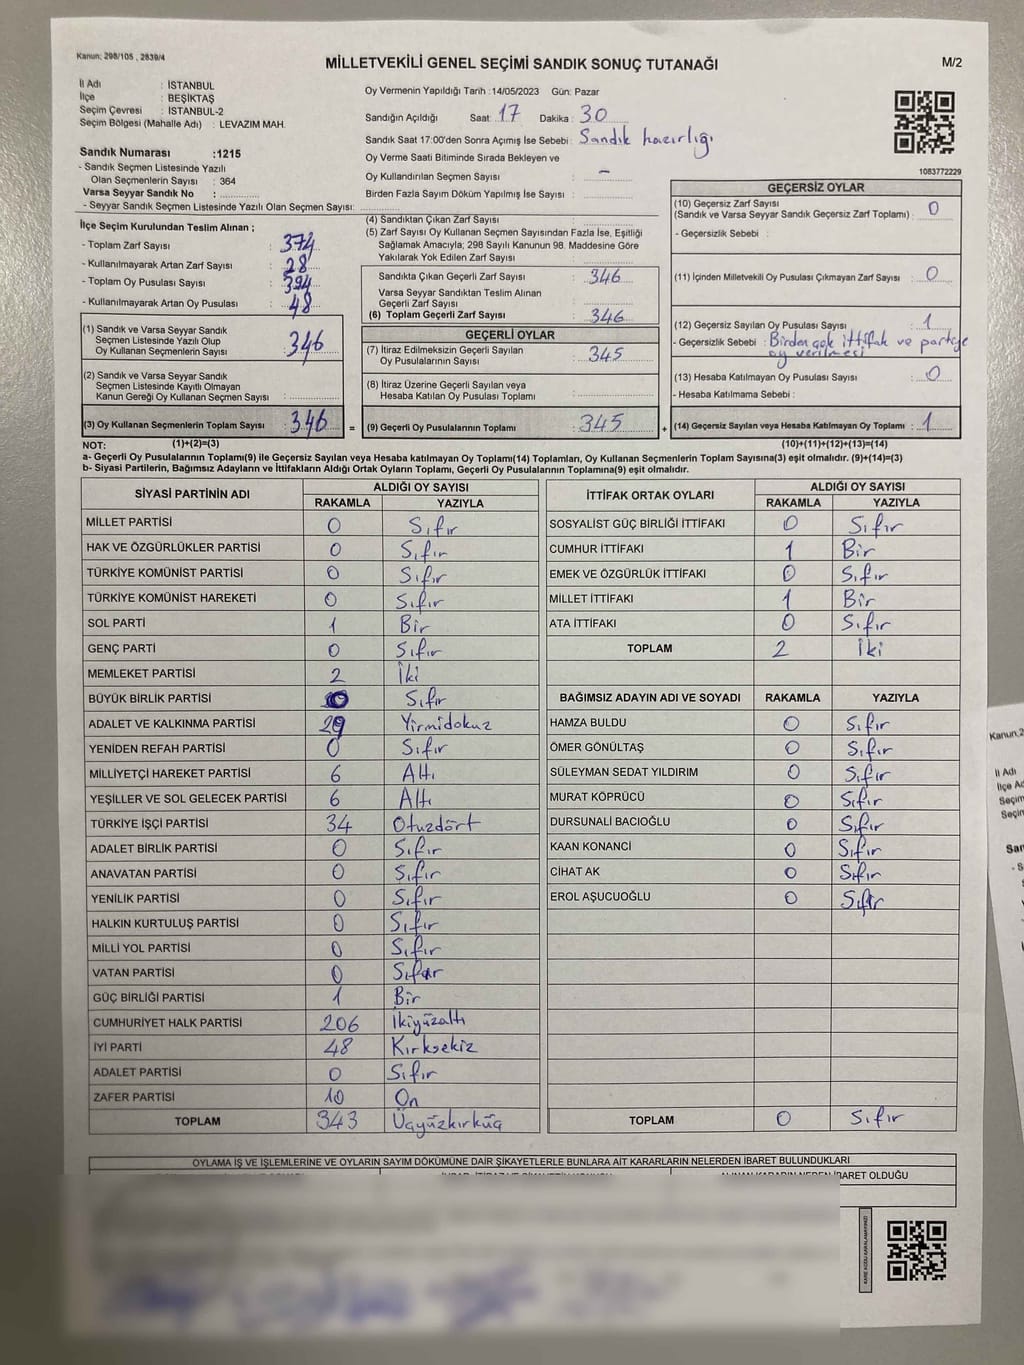 Kanun: 298/105 , 2839/4
MİLLETVEKİLİ GENEL SEÇİMİ SANDIK SONUÇ TUTANAĞI
M/2
İl Adı : İSTANBUL
İlçe : BEŞİKTAŞ
Seçim Çevresi : İSTANBUL-2
Seçim Bölgesi (Mahalle Adı) : LEVAZIM MAH.
Sandık Numarası :1215
- Sandık Seçmen Listesinde Yazılı
Olan Seçmenlerin Sayısı : 364
Varsa Seyyar Sandık No :
- Seyyar Sandık Seçmen Listesinde Yazılı Olan Seçmen Sayısı:
Oy Vermenin Yapıldığı Tarih :14/05/2023 Gün: Pazar
Sandığın Açıldığı Saat: 17 Dakika : 30
Sandık Saat 17:00'den Sonra Açımış İse Sebebi : Sandık hazırlığı
Oy Verme Saati Bitiminde Sırada Bekleyen ve
Oy Kullandırılan Seçmen Sayısı : -
Birden Fazla Sayım Döküm Yapılmış İse Sayısı :
1083772229
İlçe Seçim Kurulundan Teslim Alınan ;
- Toplam Zarf Sayısı : 374
- Kullanılmayarak Artan Zarf Sayısı : 28
- Toplam Oy Pusulası Sayısı : 394
- Kullanılmayarak Artan Oy Pusulası : 48
(1) Sandık ve Varsa Seyyar Sandık
Seçmen Listesinde Yazılı Olup
Oy Kullanan Seçmenlerin Sayısı : 346
(2) Sandık ve Varsa Seyyar Sandık
Seçmen Listesinde Kayıtlı Olmayan
Kanun Gereği Oy Kullanan Seçmen Sayısı :
(3) Oy Kullanan Seçmenlerin Toplam Sayısı : 346
(4) Sandıktan Çıkan Zarf Sayısı :
(5) Zarf Sayısı Oy Kullanan Seçmen Sayısından Fazla İse, Eşitliği
Sağlamak Amacıyla; 298 Sayılı Kanunun 98. Maddesine Göre
Yakılarak Yok Edilen Zarf Sayısı :
Sandıkta Çıkan Geçerli Zarf Sayısı : 346
Varsa Seyyar Sandıktan Teslim Alınan
Geçerli Zarf Sayısı :
(6) Toplam Geçerli Zarf Sayısı : 346
GEÇERLİ OYLAR
(7) İtiraz Edilmeksizin Geçerli Sayılan
Oy Pusulalarının Sayısı : 345
(8) İtiraz Üzerine Geçerli Sayılan veya
Hesaba Katılan Oy Pusulası Toplamı :
= (9) Geçerli Oy Pusulalarının Toplamı : 345
GEÇERSİZ OYLAR
(10) Geçersiz Zarf Sayısı
(Sandık ve Varsa Seyyar Sandık Geçersiz Zarf Toplamı) : 0
- Geçersizlik Sebebi :
(11) İçinden Milletvekili Oy Pusulası Çıkmayan Zarf Sayısı : 0
(12) Geçersiz Sayılan Oy Pusulası Sayısı : 1
- Geçersizlik Sebebi : Birden çok ittifak ve partiye
oy verilmesi
(13) Hesaba Katılmayan Oy Pusulası Sayısı : 0
- Hesaba Katılmama Sebebi :
+ (14) Geçersiz Sayılan veya Hesaba Katılmayan Oy Toplamı : 1
NOT: (1)+(2)=(3)
(10)+(11)+(12)+(13)=(14)
a- Geçerli Oy Pusulalarının Toplamı(9) ile Geçersiz Sayılan veya Hesaba katılmayan Oy Toplamı(14) Toplamları, Oy Kullanan Seçmenlerin Toplam Sayısına(3) eşit olmalıdır. (9)+(14)=(3)
b- Siyasi Partilerin, Bağımsız Adayların ve İttifakların Aldığı Ortak Oyların Toplamı, Geçerli Oy Pusulalarının Toplamına(9) eşit olmalıdır.
SİYASİ PARTİNİN ADI
ALDIĞI OY SAYISI
RAKAMLA YAZIYLA
MİLLET PARTİSİ 0 Sıfır
HAK VE ÖZGÜRLÜKLER PARTİSİ 0 Sıfır
TÜRKİYE KOMÜNİST PARTİSİ 0 Sıfır
TÜRKİYE KOMÜNİST HAREKETİ 0 Sıfır
SOL PARTİ 1 Bir
GENÇ PARTİ 0 Sıfır
MEMLEKET PARTİSİ 2 İki
BÜYÜK BİRLİK PARTİSİ 0 Sıfır
ADALET VE KALKINMA PARTİSİ 29 Yirmidokuz
YENİDEN REFAH PARTİSİ 0 Sıfır
MİLLİYETÇİ HAREKET PARTİSİ 6 Altı
YEŞİLLER VE SOL GELECEK PARTİSİ 6 Altı
TÜRKİYE İŞÇİ PARTİSİ 34 Otuzdört
ADALET BİRLİK PARTİSİ 0 Sıfır
ANAVATAN PARTİSİ 0 Sıfır
YENİLİK PARTİSİ 0 Sıfır
HALKIN KURTULUŞ PARTİSİ 0 Sıfır
MİLLİ YOL PARTİSİ 0 Sıfır
VATAN PARTİSİ 0 Sıfır
GÜÇ BİRLİĞİ PARTİSİ 1 Bir
CUMHURİYET HALK PARTİSİ 206 İkiyüzaltı
İYİ PARTİ 48 Kırksekiz
ADALET PARTİSİ 0 Sıfır
ZAFER PARTİSİ 10 On
TOPLAM 343 Üçyüzkırküç
İTTİFAK ORTAK OYLARI
ALDIĞI OY SAYISI
RAKAMLA YAZIYLA
SOSYALİST GÜÇ BİRLİĞİ İTTİFAKI 0 Sıfır
CUMHUR İTTİFAKI 1 Bir
EMEK VE ÖZGÜRLÜK İTTİFAKI 0 Sıfır
MİLLET İTTİFAKI 1 Bir
ATA İTTİFAKI 0 Sıfır
TOPLAM 2 İki
BAĞIMSIZ ADAYIN ADI VE SOYADI RAKAMLA YAZIYLA
HAMZA BULDU 0 Sıfır
ÖMER GÖNÜLTAŞ 0 Sıfır
SÜLEYMAN SEDAT YILDIRIM 0 Sıfır
MURAT KÖPRÜCÜ 0 Sıfır
DURSUNALİ BACIOĞLU 0 Sıfır
KAAN KONANCİ 0 Sıfır
CİHAT AK 0 Sıfır
EROL AŞUCUOĞLU 0 Sıfır
TOPLAM 0 Sıfır
OYLAMA İŞ VE İŞLEMLERİNE VE OYLARIN SAYIM DÖKÜMÜNE DAİR ŞİKAYETLERLE BUNLARA AİT KARARLARIN NELERDEN İBARET BULUNDUKLARI
İBARET OLDUĞU
Kanun
İl Adı